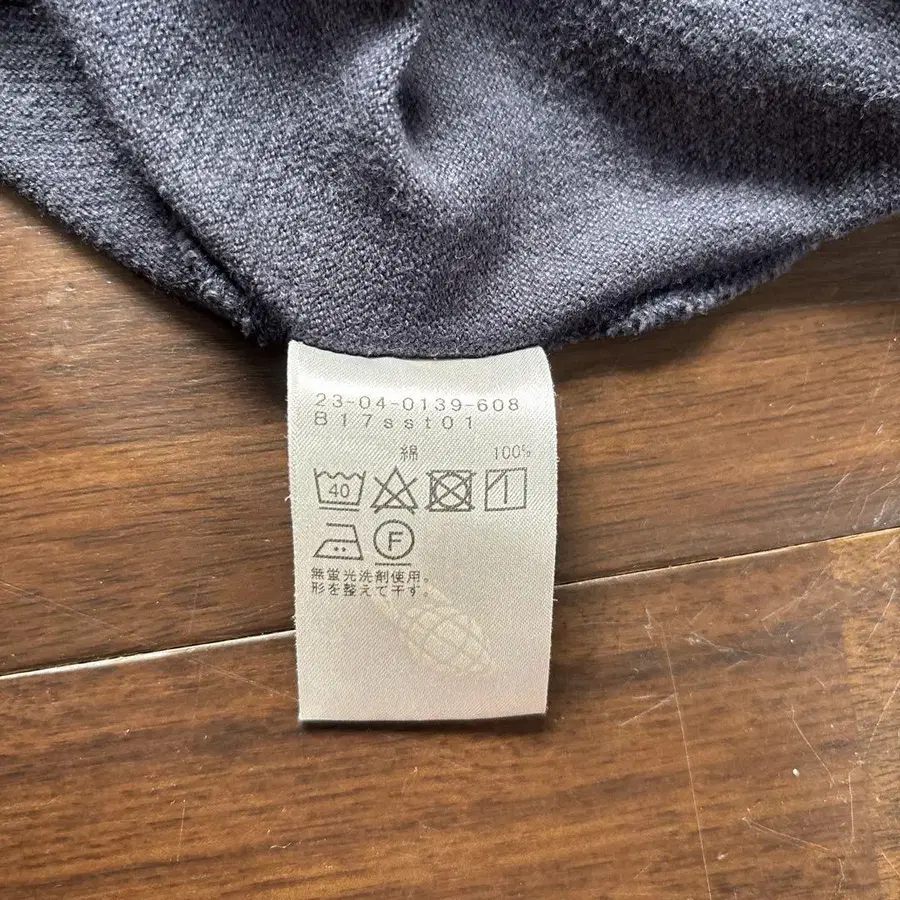 23-04-0139-608
B17sst01
綿 100%
40
F
無蛍光洗剤使用。
形を整えて干す。